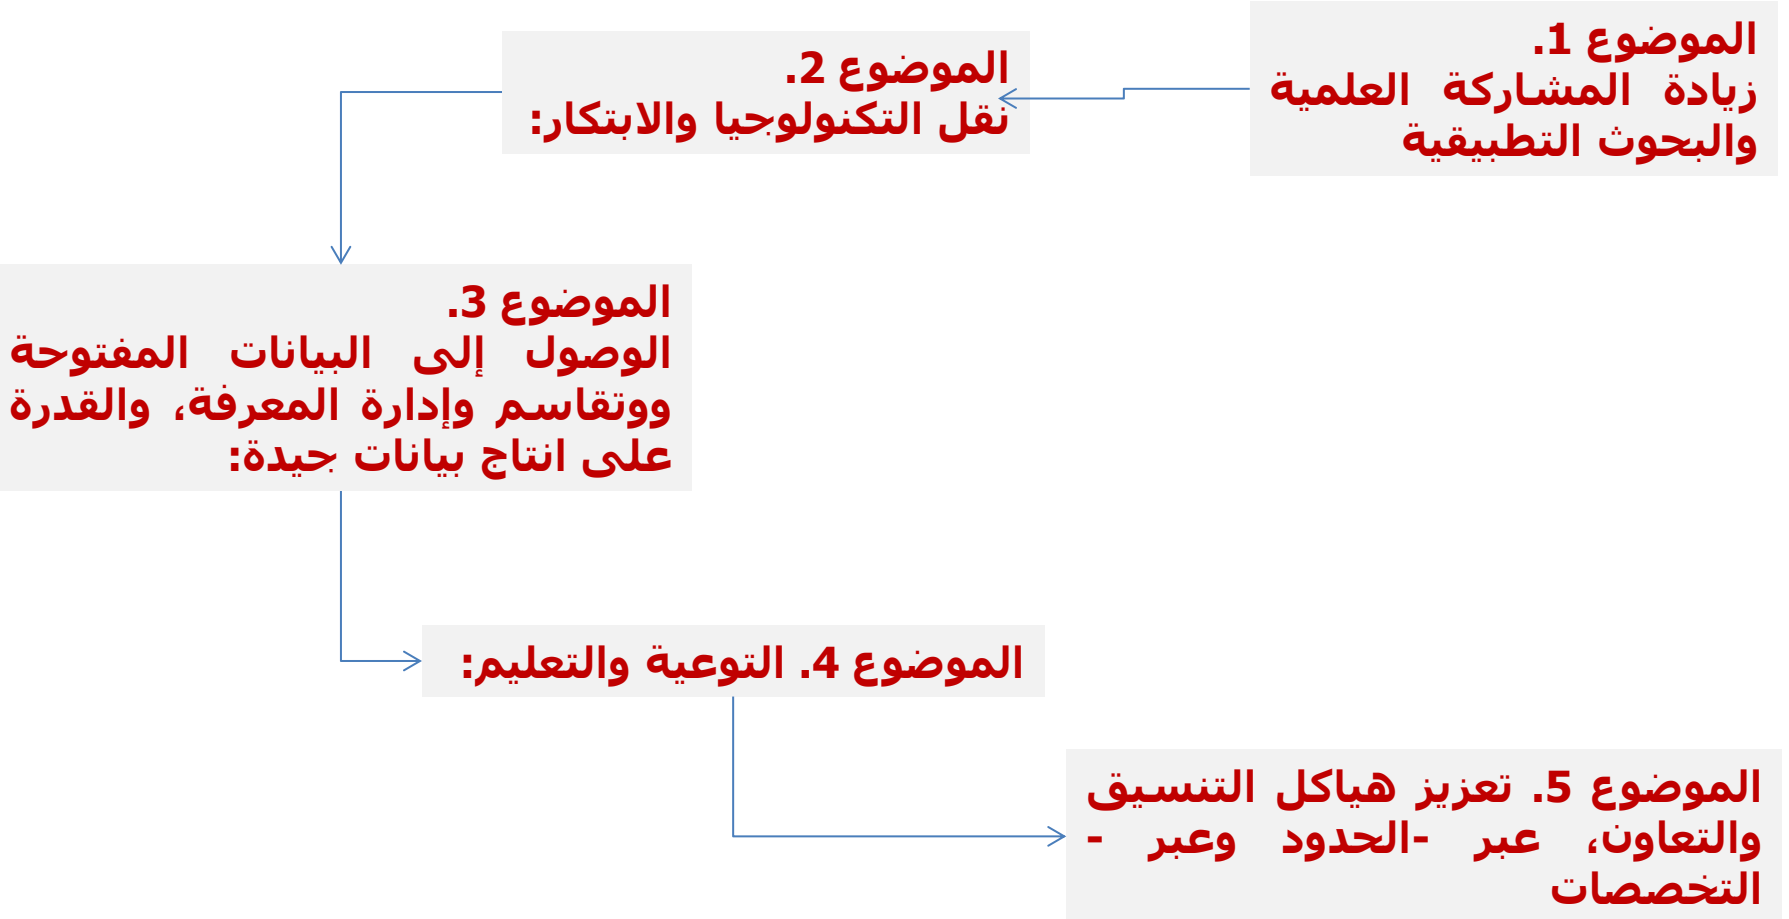 الموضوع 1.
زيادة المشاركة العلمية
والبحوث التطبيقية
الموضوع 2.
نقل التكنولوجيا والابتكار:
الموضوع 3.
الوصول إلى البيانات المفتوحة
ووتقاسم وإدارة المعرفة، والقدرة
على انتاج بيانات جيدة:
الموضوع 4. التوعية والتعليم:
الموضوع 5. تعزيز هياكل التنسيق
والتعاون، عبر -الحدود وعبر -
التخصصات